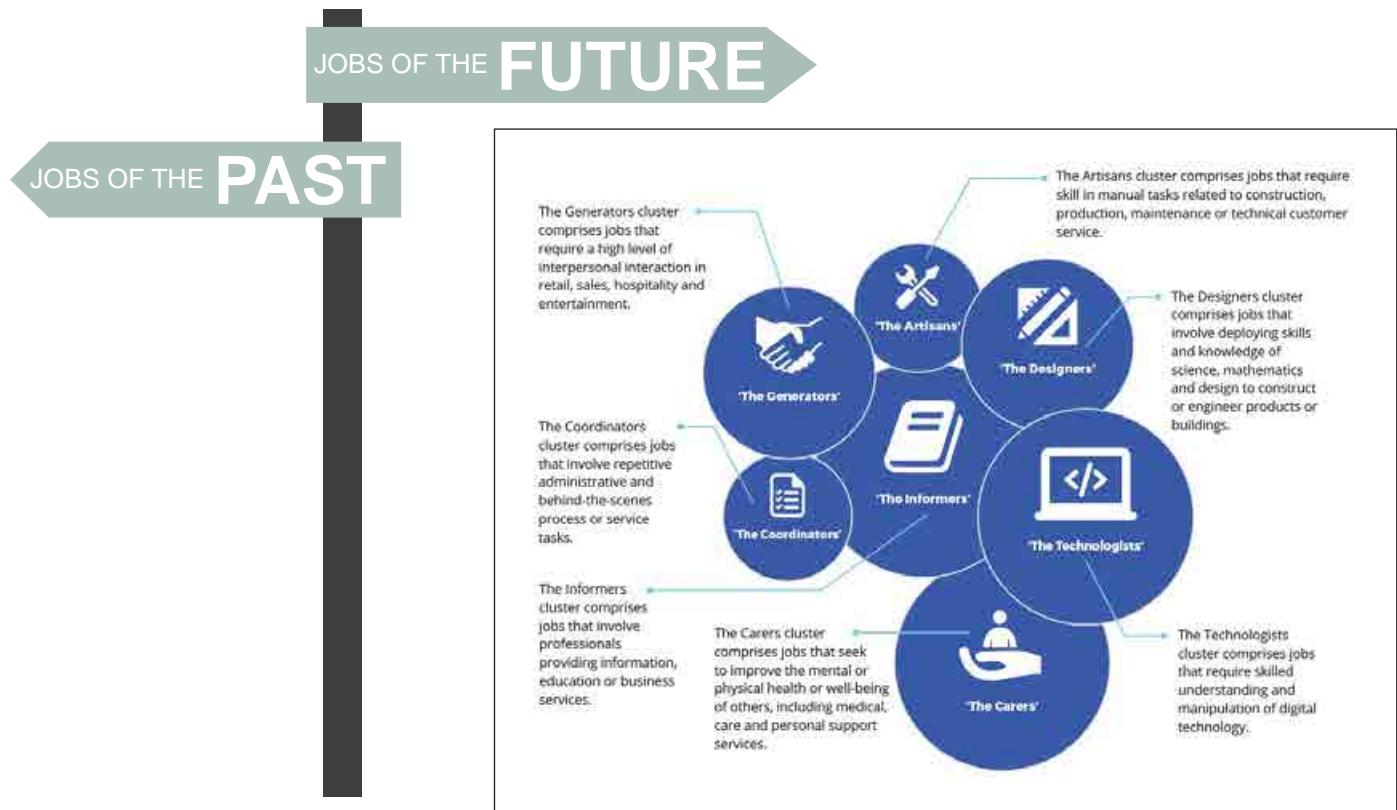 JOBS OF THE FUTURE
JOBS OF THE PAST
The Artisans cluster comprises jobs that require
skill in manual tasks related to construction,
production, maintenance or technical customer
service.
The Generators cluster
comprises jobs that
require a high level of
interpersonal interaction in
retail, sales, hospitality and
entertainment.
'The Artisans'
The Designers cluster
comprises jobs that
involve deploying skills
and knowledge of
science, mathematics
and design to construct
or engineer products or
buildings.
'The Designers'
'The Generators'
The Coordinators
cluster comprises jobs
that involve repetitive
administrative and
behind-the-scenes
process or service
tasks.
</>
'The Informers'
'The Coordinators'
'The Technologists'
The Informers
cluster comprises
jobs that involve
professionals
providing information,
education or business
services.
The Carers cluster
comprises jobs that seek
to improve the mental or
physical health or well-being
of others, including medical,
care and personal support
services.
'The Carers'
The Technologists
cluster comprises jobs
that require skilled
understanding and
manipulation of digital
technology.